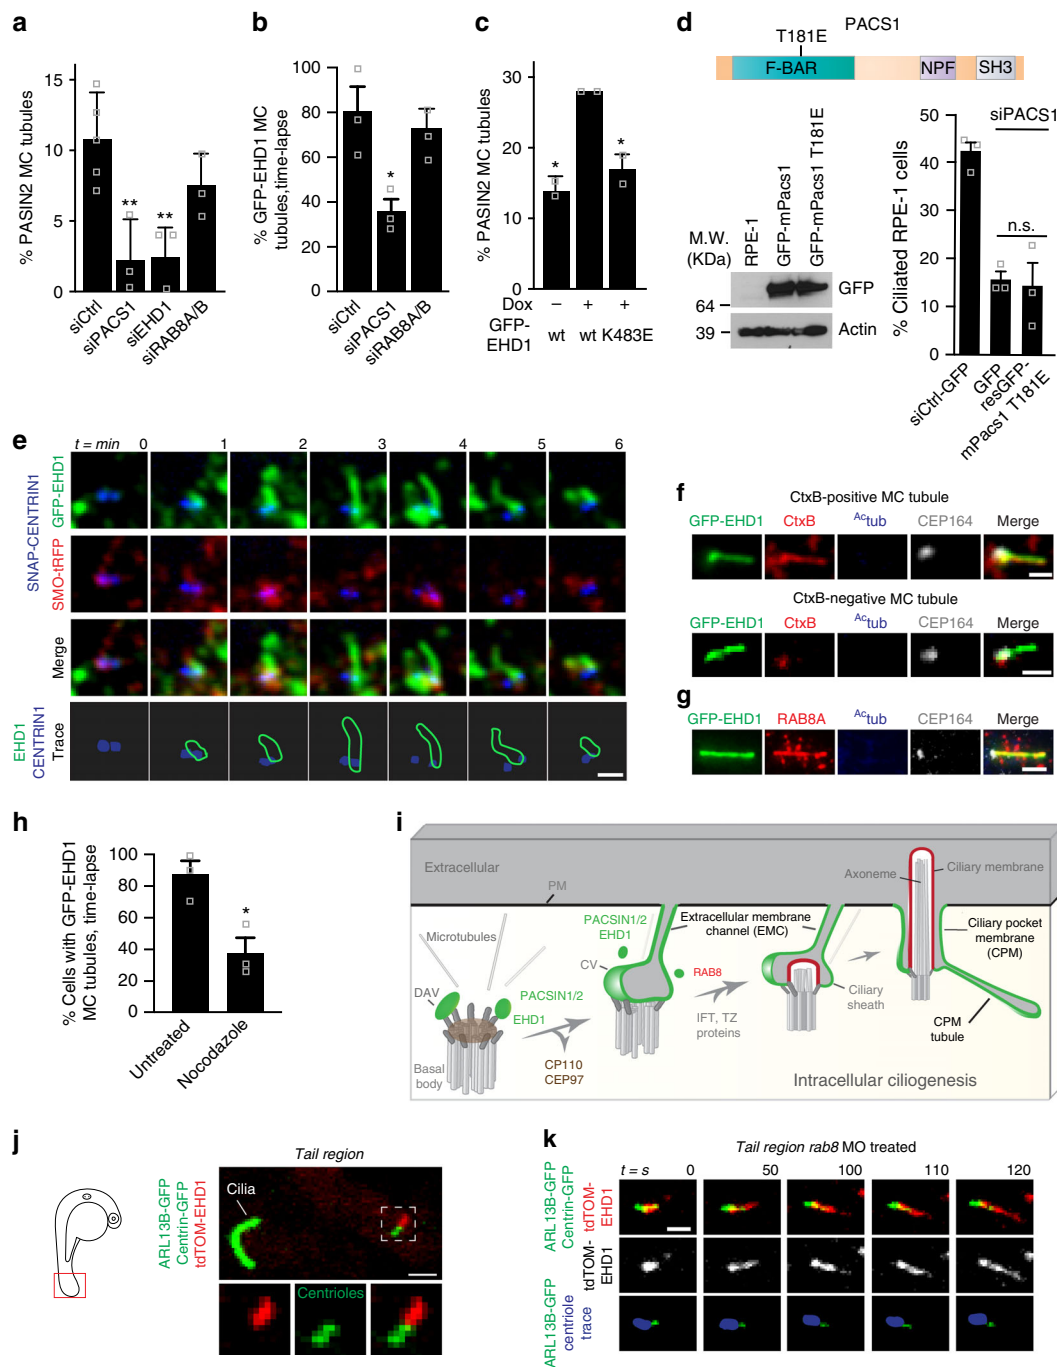 a
% PASIN2 MC tubules
15
10
5
0
**
**
siCtrl
siPACS1
siEHD1
siRAB8A/B
b
% GFP-EHD1 MC
tubules,time-lapse
100
80
60
40
20
0
*
siCtrl
siPACS1
siRAB8A/B
c
% PASIN2 MC tubules
30
20
10
0
*
*
Dox – + +
GFP-
EHD1
wt wt K483E
d
PACS1
T181E
F-BAR NPF SH3
M.W.
(KDa)
RPE-1
GFP-mPacs1
GFP-mPacs1 T181E
64
39
GFP
Actin
% Ciliated RPE-1 cells
50
40
30
20
10
0
siPACS1
n.s.
siCtrl-GFP
GFP
resGFP-
mPacs1 T181E
e
t = min 0 1 2 3 4 5 6
SNAP-CENTRIN1
GFP-EHD1
SMO-tRFP
Merge
EHD1
CENTRIN1
Trace
f
CtxB-positive MC tubule
GFP-EHD1 CtxB Actub CEP164 Merge
CtxB-negative MC tubule
GFP-EHD1 CtxB Actub CEP164 Merge
g
GFP-EHD1 RAB8A Actub CEP164 Merge
h
% Cells with GFP-EHD1
MC tubules, time-lapse
100
80
60
40
20
0
*
Untreated
Nocodazole
i
Extracellular
PM
Microtubules
DAV
PACSIN1/2
EHD1
Basal
body
CP110
CEP97
PACSIN1/2
EHD1
CV
Extracellular membrane
channel (EMC)
RAB8
IFT, TZ
proteins
Ciliary
sheath
Axoneme
Ciliary membrane
Ciliary pocket
membrane
(CPM)
CPM
tubule
Intracellular ciliogenesis
j
Tail region
ARL13B-GFP
Centrin-GFP
tdTOM-EHD1
Cilia
Centrioles
k
Tail region rab8 MO treated
t = s 0 50 100 110 120
ARL13B-GFP
Centrin-GFP
tdTOM-
EHD1
tdTOM-
EHD1
ARL13B-GFP
centriole
trace